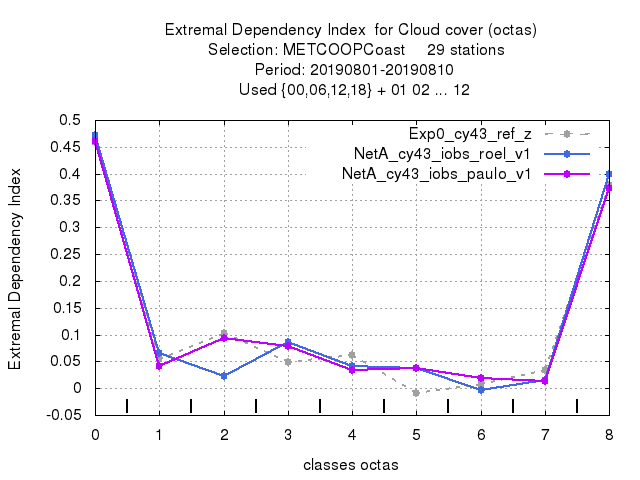 Extremal Dependency Index  for Cloud cover (octas)
Selection: METCOOPCoast     29 stations
Period: 20190801-20190810
Used {00,06,12,18} + 01 02 ... 12
Exp0_cy43_ref_z
NetA_cy43_iobs_roel_v1
NetA_cy43_iobs_paulo_v1
Extremal Dependency Index
0.5
0.45
0.4
0.35
0.3
0.25
0.2
0.15
0.1
0.05
0
-0.05
0 1 2 3 4 5 6 7 8
classes octas